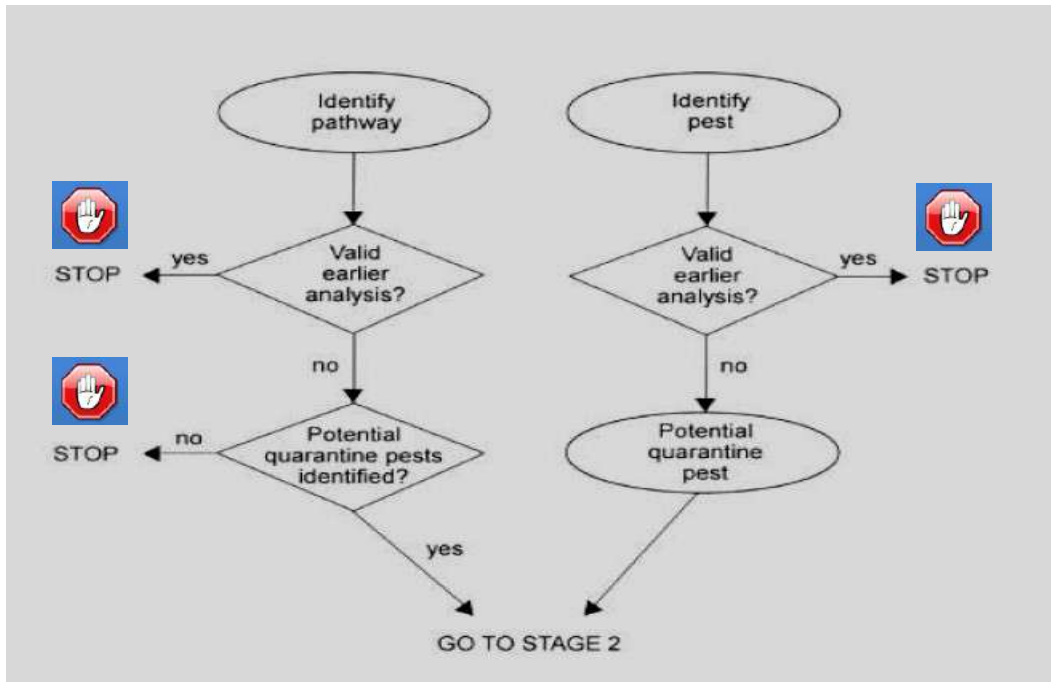 Identify
pathway
Identify
pest
yes
STOP
Valid
earlier
analysis?
Valid
earlier
analysis?
yes
STOP
no
no
no
STOP
Potential
quarantine pests
identified?
Potential
quarantine
pest
yes
GO TO STAGE 2